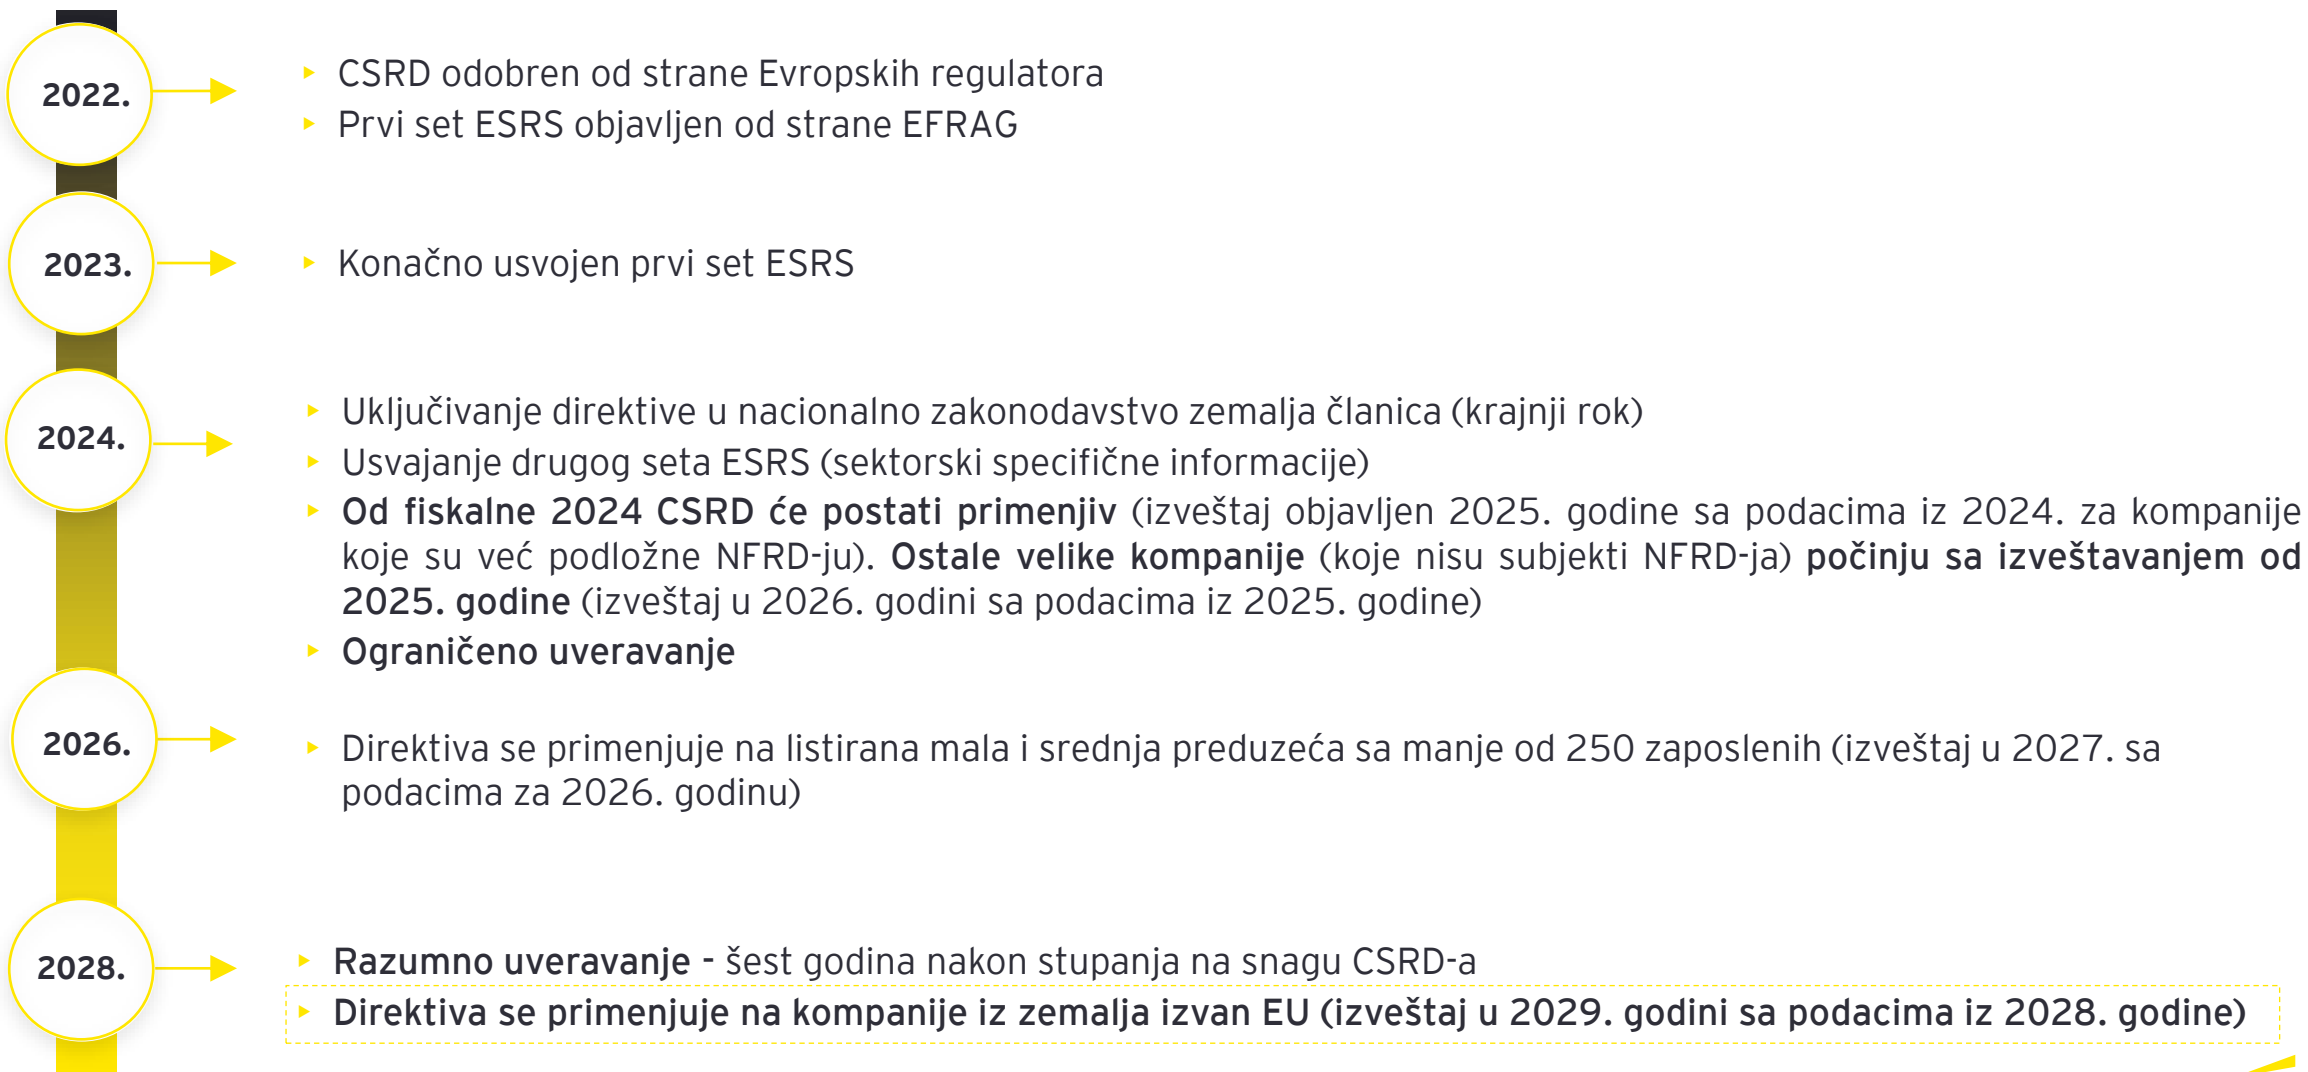 2022.
CSRD odobren od strane Evropskih regulatora
Prvi set ESRS objavljen od strane EFRAG
2023.
Konačno usvojen prvi set ESRS
2024.
Uključivanje direktive u nacionalno zakonodavstvo zemalja članica (krajnji rok)
Usvajanje drugog seta ESRS (sektorski specifične informacije)
Od fiskalne 2024 CSRD će postati primenjiv (izveštaj objavljen 2025. godine sa podacima iz 2024. za kompanije
koje su već podložne NFRD-ju). Ostale velike kompanije (koje nisu subjekti NFRD-ja) počinju sa izveštavanjem od
2025. godine (izveštaj u 2026. godini sa podacima iz 2025. godine)
Ograničeno uveravanje
2026.
Direktiva se primenjuje na listirana mala i srednja preduzeća sa manje od 250 zaposlenih (izveštaj u 2027. sa
podacima za 2026. godinu)
2028.
Razumno uveravanje - šest godina nakon stupanja na snagu CSRD-a
Direktiva se primenjuje na kompanije iz zemalja izvan EU (izveštaj u 2029. godini sa podacima iz 2028. godine)